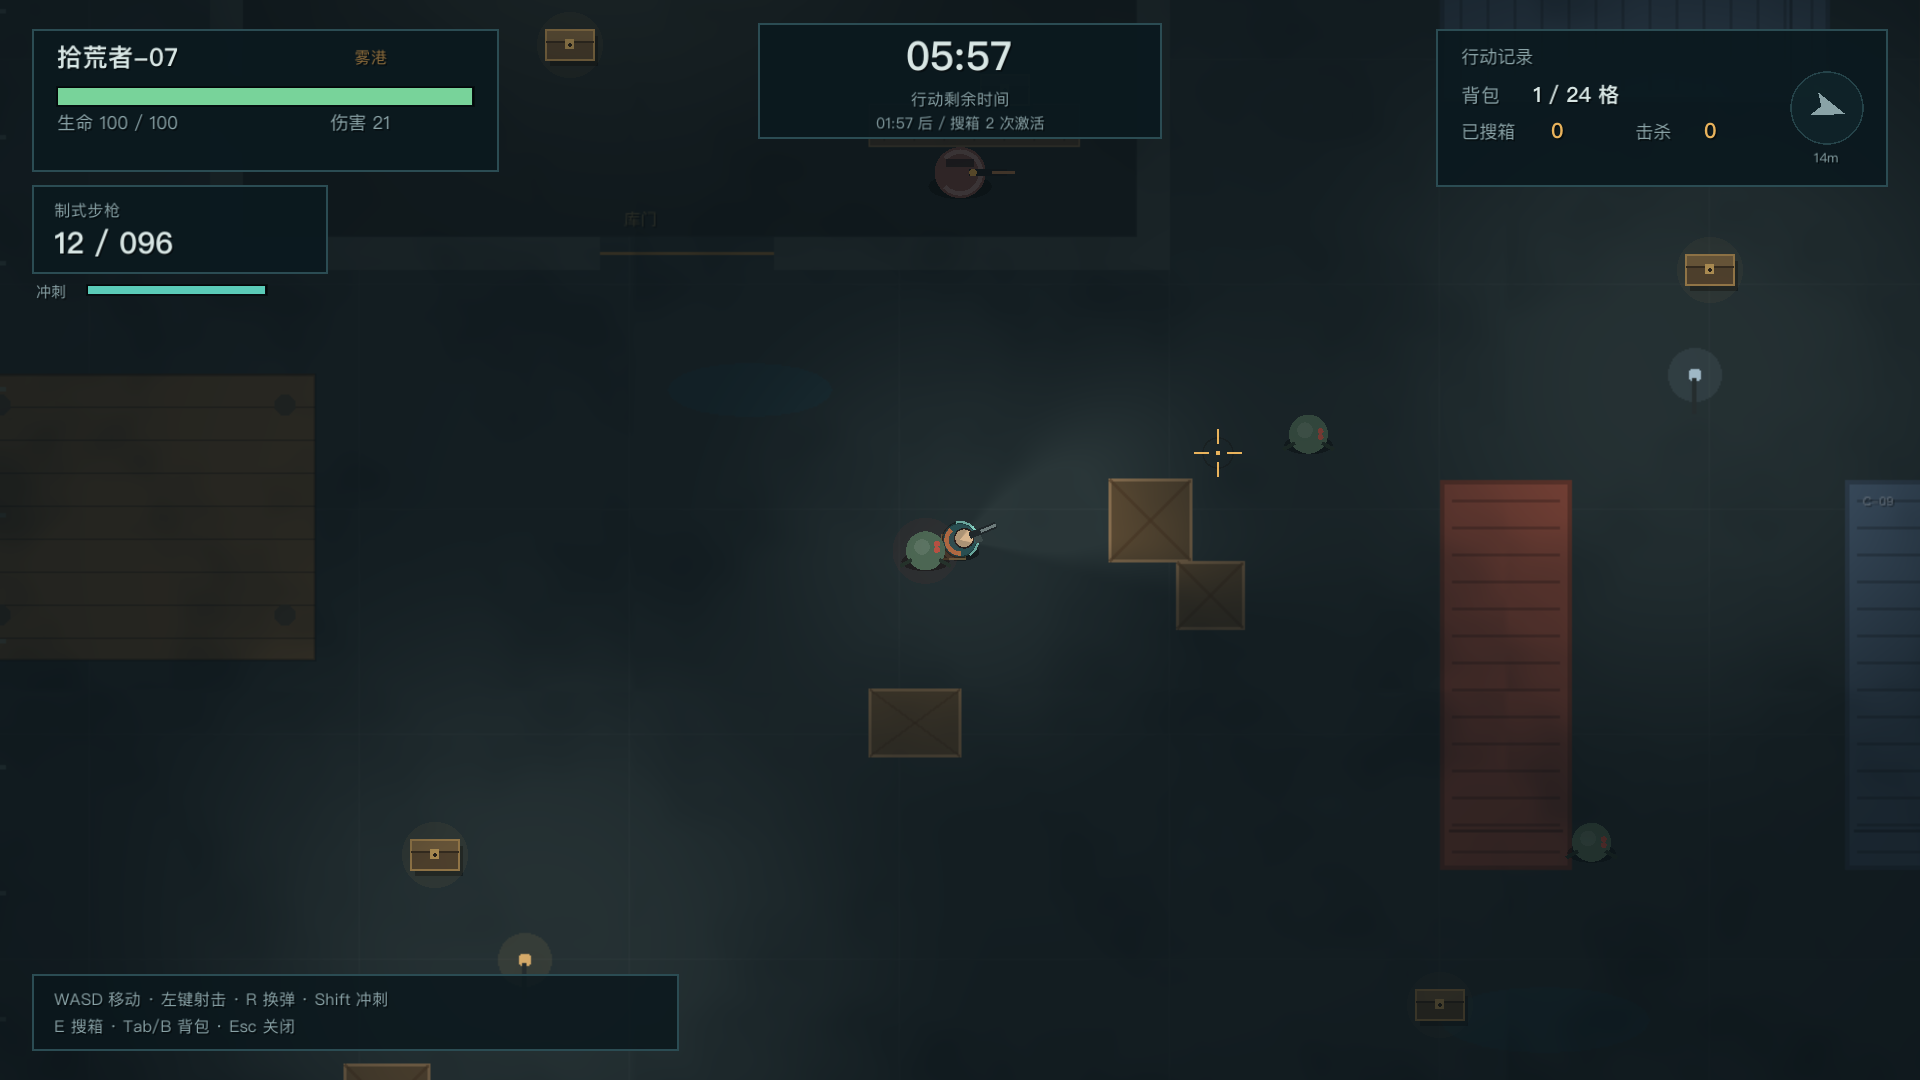 拾荒者-07
雾港
生命 100 / 100
伤害 21
制式步枪
12 / 096
冲刺
05:57
行动剩余时间
01:57 后 / 搜箱 2 次激活
行动记录
背包 1 / 24 格
已搜箱 0 击杀 0
14m
库门
C-09
WASD 移动 · 左键射击 · R 换弹 · Shift 冲刺
E 搜箱 · Tab/B 背包 · Esc 关闭